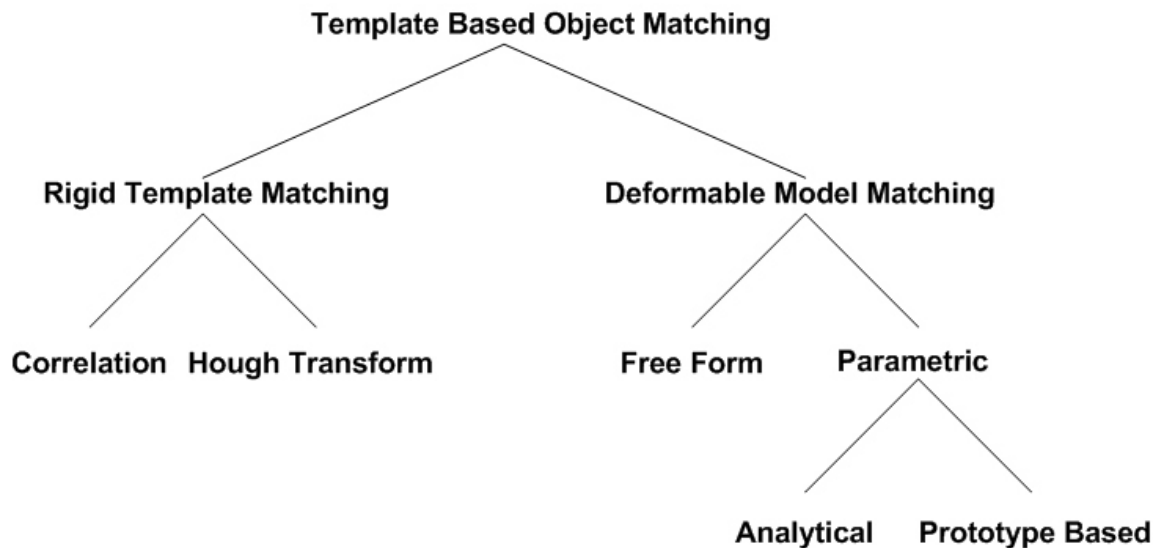 Template Based Object Matching
Rigid Template Matching
Deformable Model Matching
Correlation
Hough Transform
Free Form
Parametric
Analytical
Prototype Based